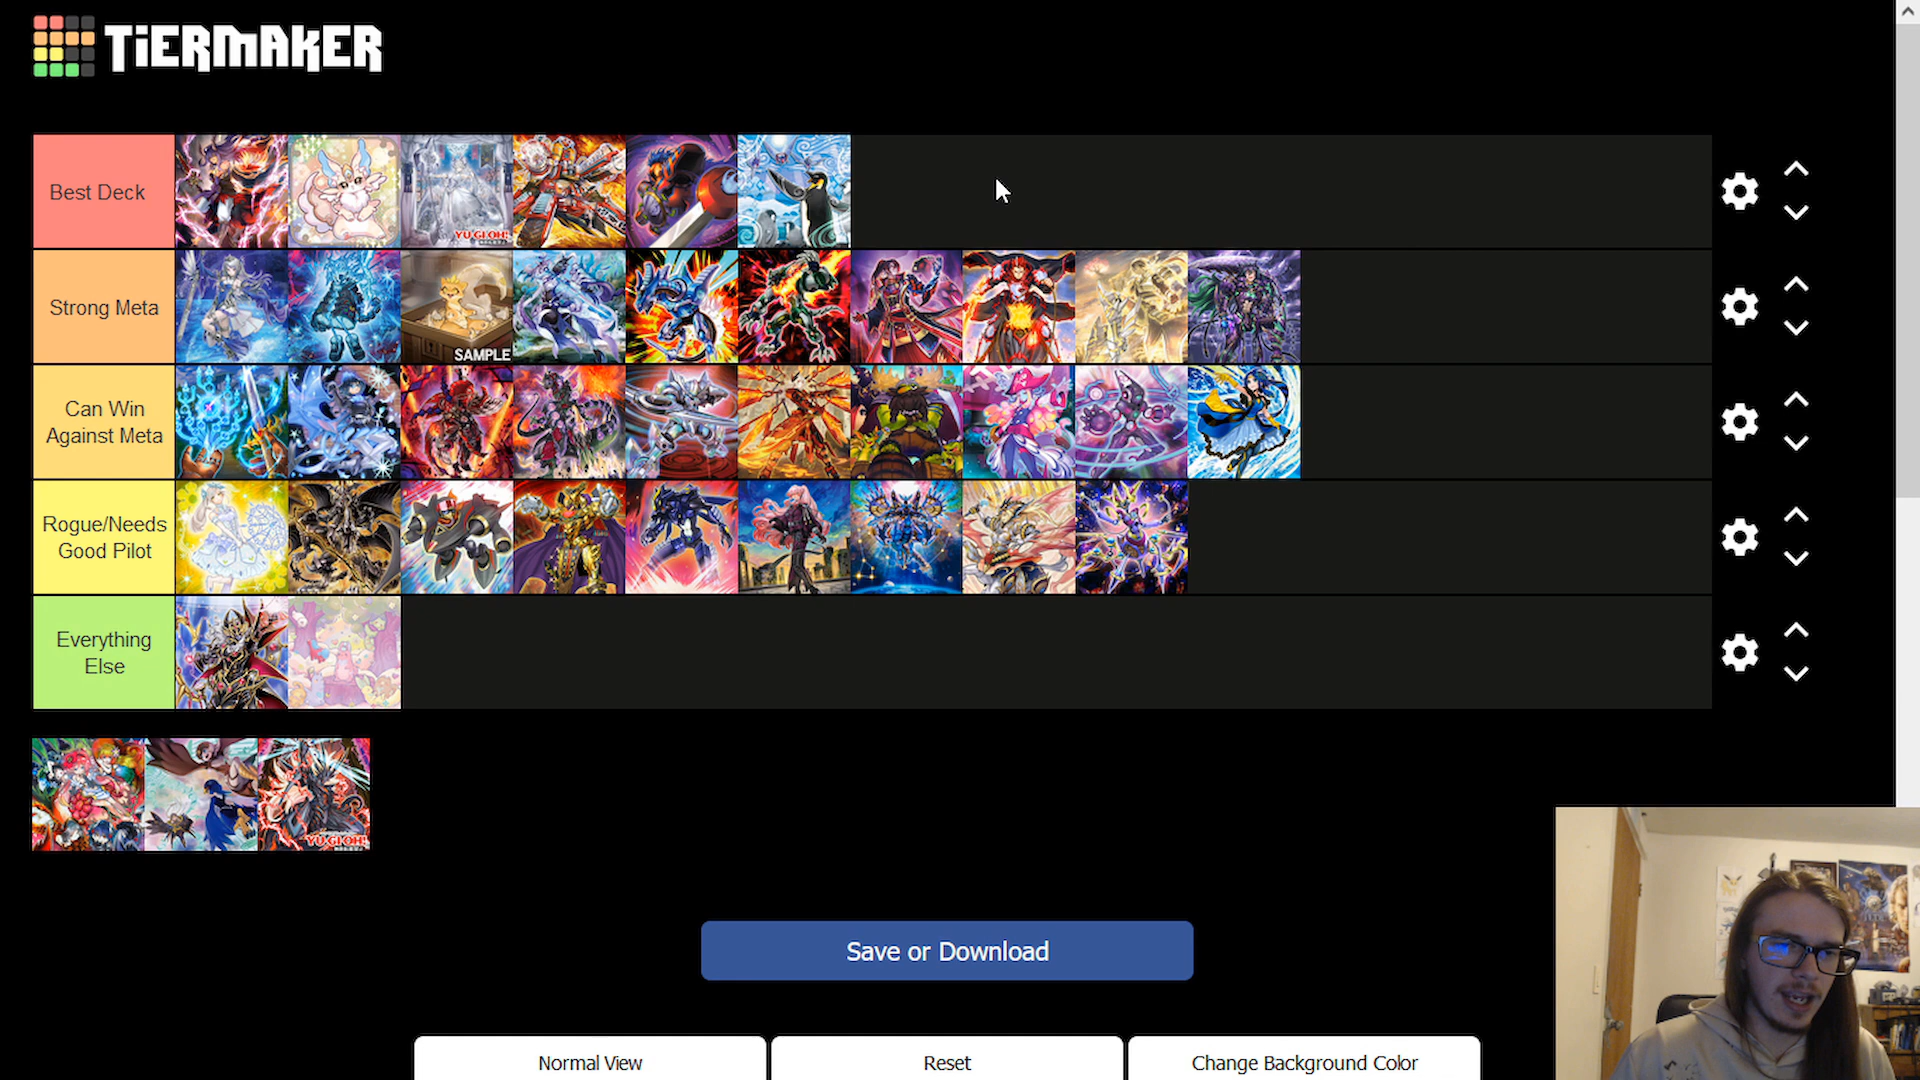 TiERMAKER
Best Deck
YU-GI-OH!
Strong Meta
SAMPLE
Can Win
Against Meta
Rogue/Needs
Good Pilot
Everything
Else
YU-GI-OH!
Save or Download
Normal View
Reset
Change Background Color